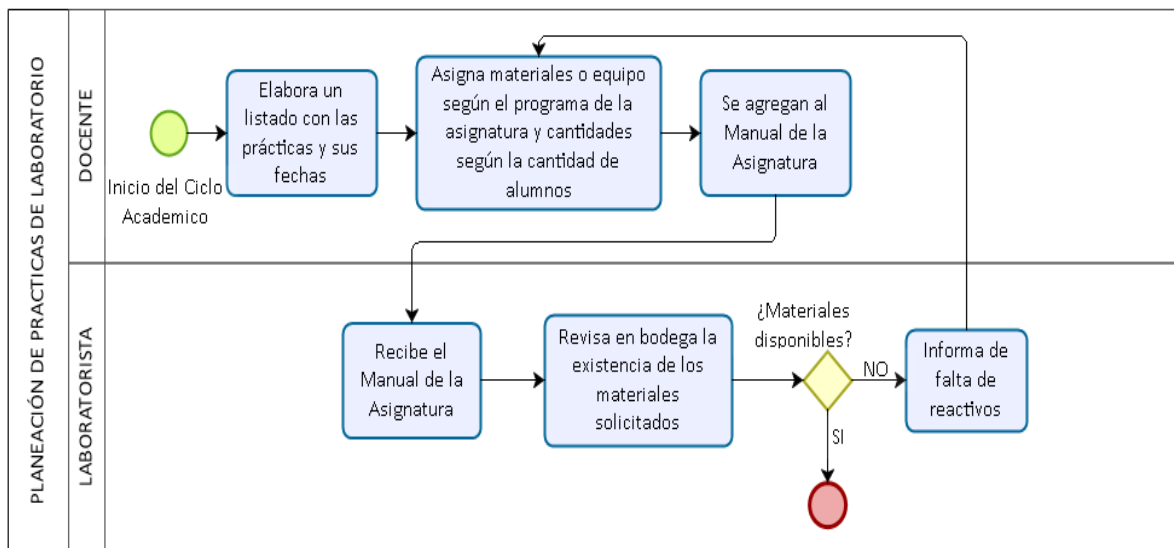 PLANEACIÓN DE PRACTICAS DE LABORATORIO
DOCENTE
Inicio del Ciclo
Academico
Elabora un
listado con las
prácticas y sus
fechas
Asigna materiales o equipo
según el programa de la
asignatura y cantidades
según la cantidad de
alumnos
Se agregan al
Manual de la
Asignatura
LABORATORISTA
Recibe el
Manual de la
Asignatura
Revisa en bodega la
existencia de los
materiales
solicitados
¿Materiales
disponibles?
NO
SI
Informa de
falta de
reactivos